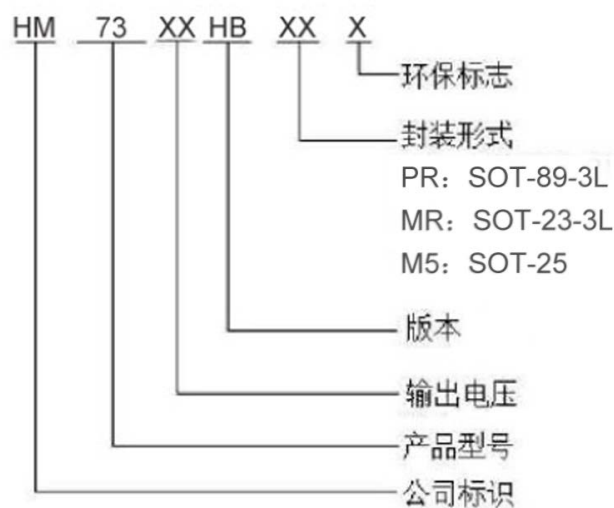 HM 73 XX HB XX X
环保标志
封装形式
PR：SOT-89-3L
MR：SOT-23-3L
M5：SOT-25
版本
输出电压
产品型号
公司标识